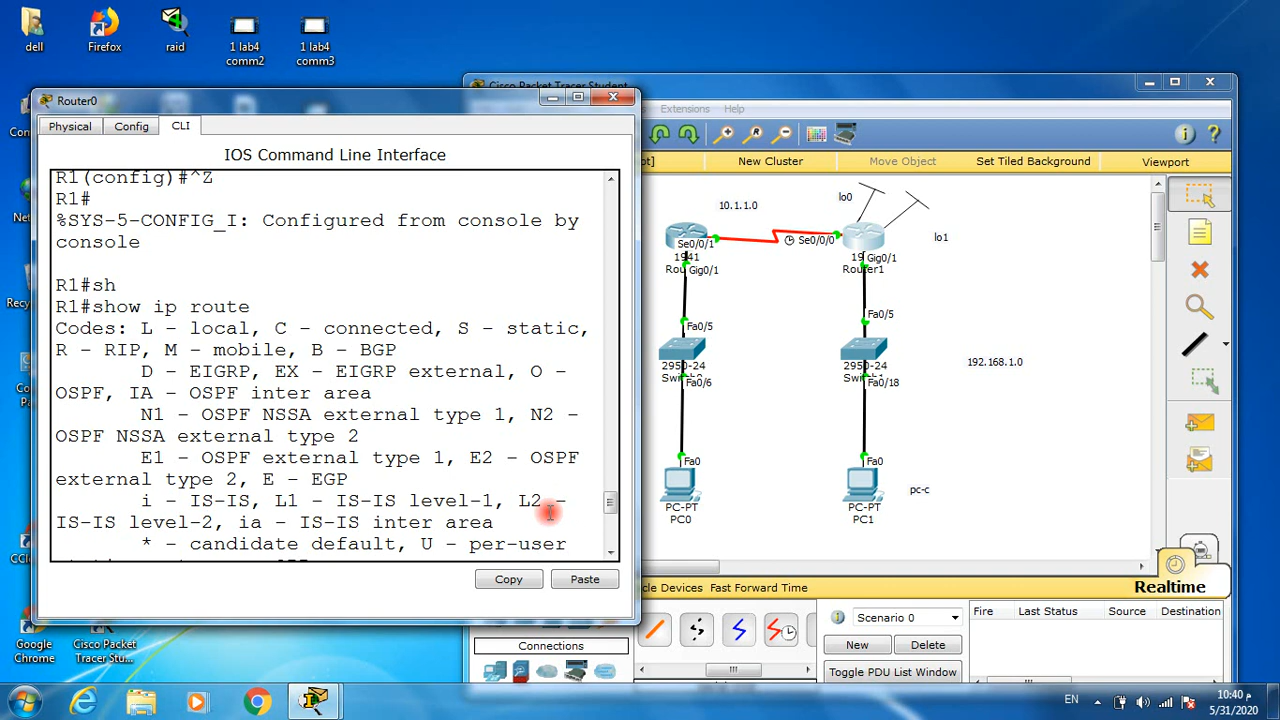 dell
Firefox
raid
1 lab4
comm2
1 lab4
comm3
Router0
Physical
Config
CLI
IOS Command Line Interface
R1(config)#^Z
R1#
%SYS-5-CONFIG_I: Configured from console by
console
R1#sh
R1#show ip route
Codes: L - local, C - connected, S - static,
R - RIP, M - mobile, B - BGP
D - EIGRP, EX - EIGRP external, O -
OSPF, IA - OSPF inter area
N1 - OSPF NSSA external type 1, N2 -
OSPF NSSA external type 2
E1 - OSPF external type 1, E2 - OSPF
external type 2, E - EGP
i - IS-IS, L1 - IS-IS level-1, L2 -
IS-IS level-2, ia - IS-IS inter area
* - candidate default, U - per-user
Copy
Paste
Cisco Packet Tracer Student
Extensions Help
New Cluster
Move Object
Set Tiled Background
Viewport
10.1.1.0
lo0
lo1
Se0/0/1
Se0/0/0
1941
Gig0/1
Gig0/1
Router1
Fa0/5
Fa0/5
2950-24
2950-24
Fa0/6
Fa0/18
192.168.1.0
Fa0
Fa0
PC-PT
PC0
PC-PT
PC1
pc-c
Devices Fast Forward Time
Realtime
Scenario 0
New
Delete
Toggle PDU List Window
Fire
Last Status
Source
Destination
Connections
Google
Chrome
Cisco Packet
Tracer Stu...
EN
10:40 م
5/31/2020